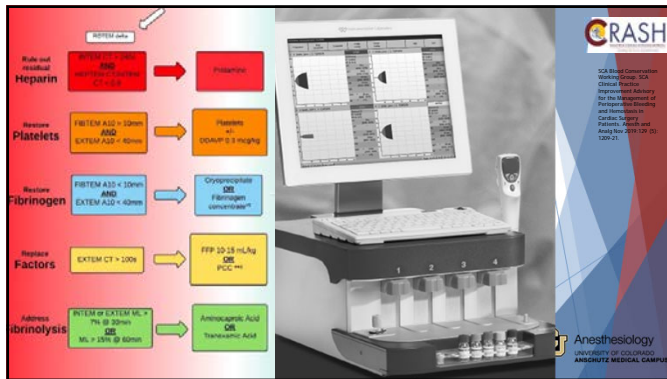 ROTEM delta
Rule out
residual
Heparin
INTEM CT > 240s
AND
HEPTEM CT/INTEM
CT < 0.8
Protamine
Restore
Platelets
FIBTEM A10 > 10mm
AND
EXTEM A10 < 40mm
Platelets
+/-
DDAVP 0.3 mcg/kg
Restore
Fibrinogen
FIBTEM A10 < 10mm
AND
EXTEM A10 < 40mm
Cryoprecipitate
OR
Fibrinogen
concentrate
Replace
Factors
EXTEM CT > 100s
FFP 10-15 mL/kg
OR
PCC
Address
Fibrinolysis
INTEM or EXTEM ML >
7% @ 30min
OR
ML > 15% @ 60min
Aminocaproic Acid
OR
Tranexamic Acid
1 2 3 4
CRASH
SCA Blood Conservation
Working Group. SCA
Clinical Practice
Improvement Advisory
for the Management of
Perioperative Bleeding
and Hemostasis in
Cardiac Surgery
Patients. Anesth and
Analg Nov 2019 129 (5):
1209-21.
Anesthesiology
UNIVERSITY OF COLORADO
ANSCHUTZ MEDICAL CAMPUS